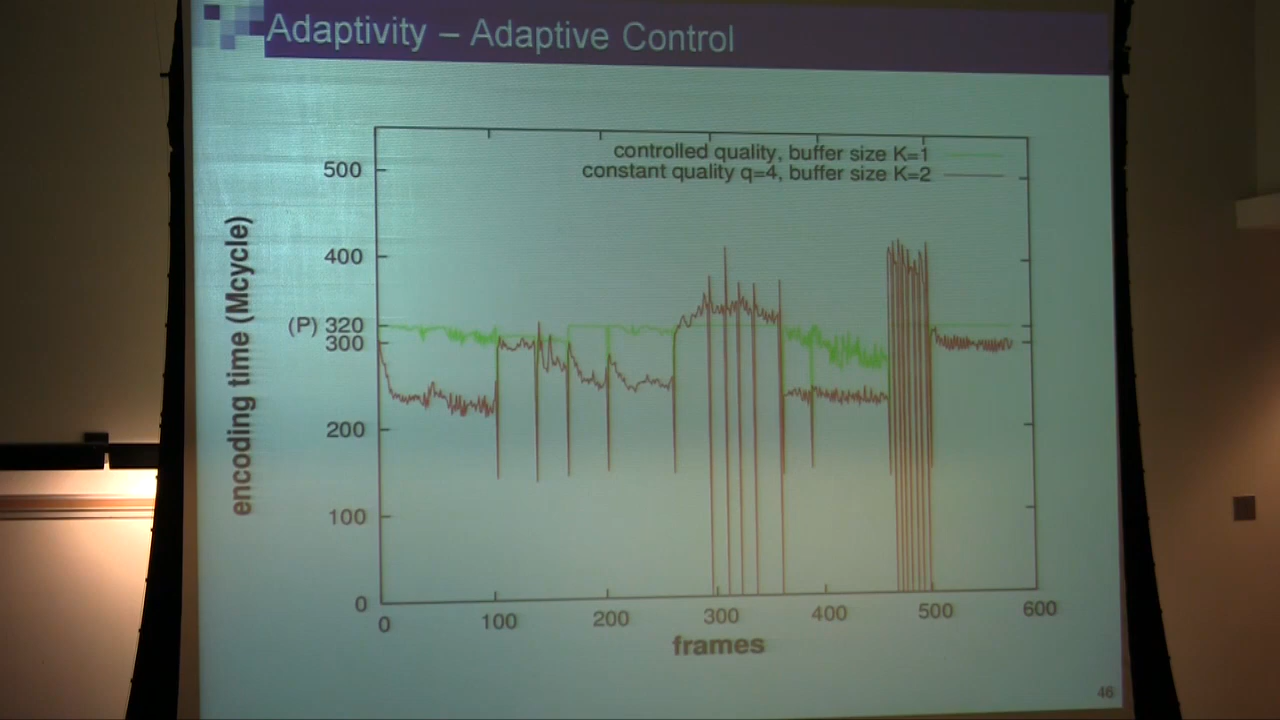 Adaptivity – Adaptive Control
controlled quality, buffer size K=1
constant quality q=4, buffer size K=2
500
400
(P) 320
300
200
100
0
encoding time (Mcycle)
0 100 200 300 400 500 600
frames
46